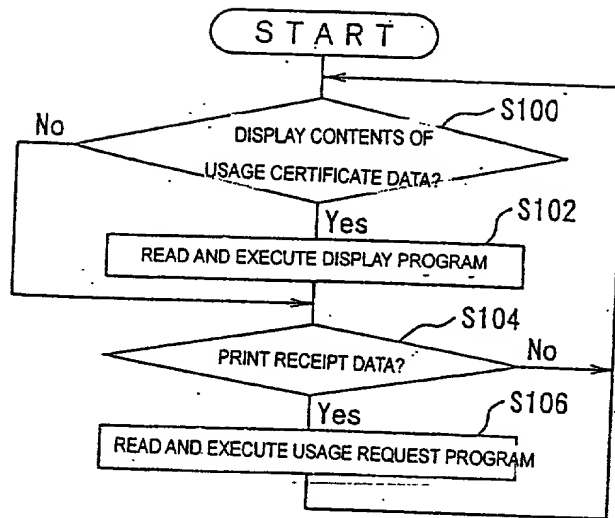 START
S100
No
DISPLAY CONTENTS OF
USAGE CERTIFICATE DATA?
Yes
S102
READ AND EXECUTE DISPLAY PROGRAM
S104
PRINT RECEIPT DATA?
No
Yes
S106
READ AND EXECUTE USAGE REQUEST PROGRAM